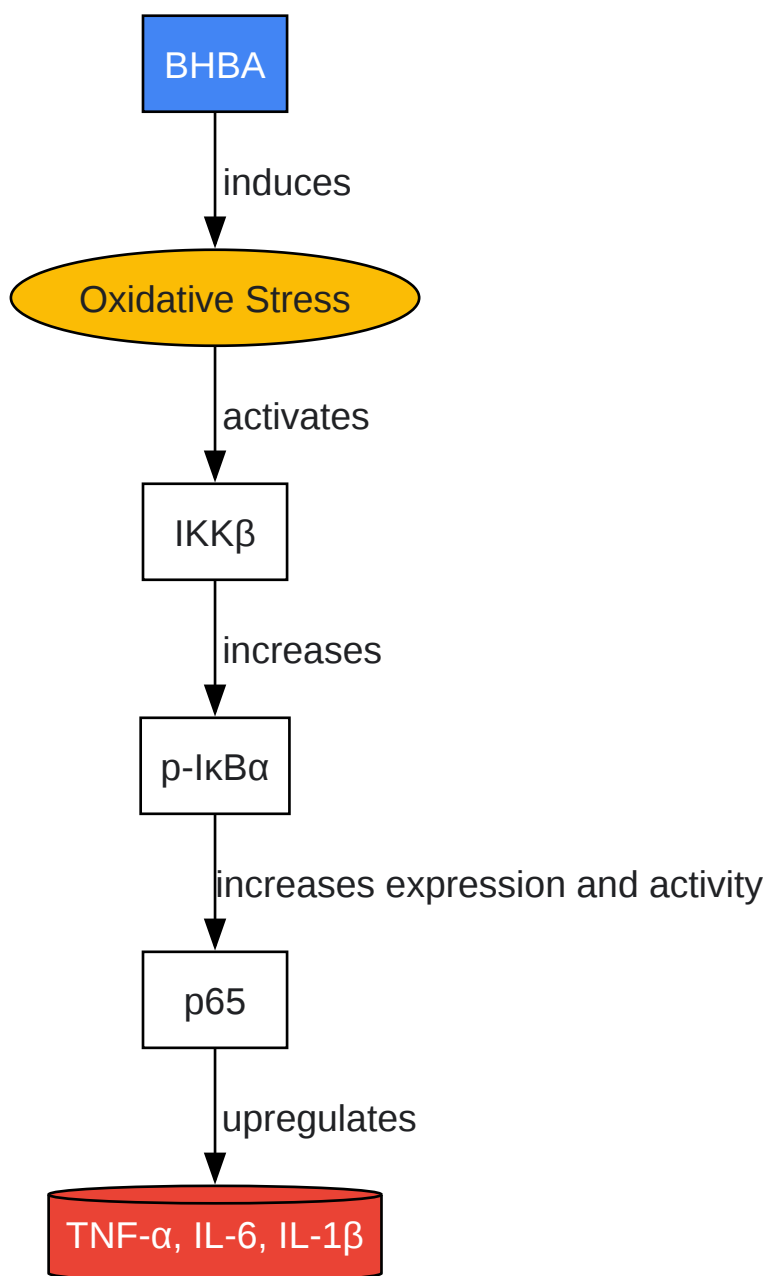 BHBA
induces
Oxidative Stress
activates
IKKβ
increases
p-IκBα
increases expression and activity
p65
upregulates
TNF-α, IL-6, IL-1β